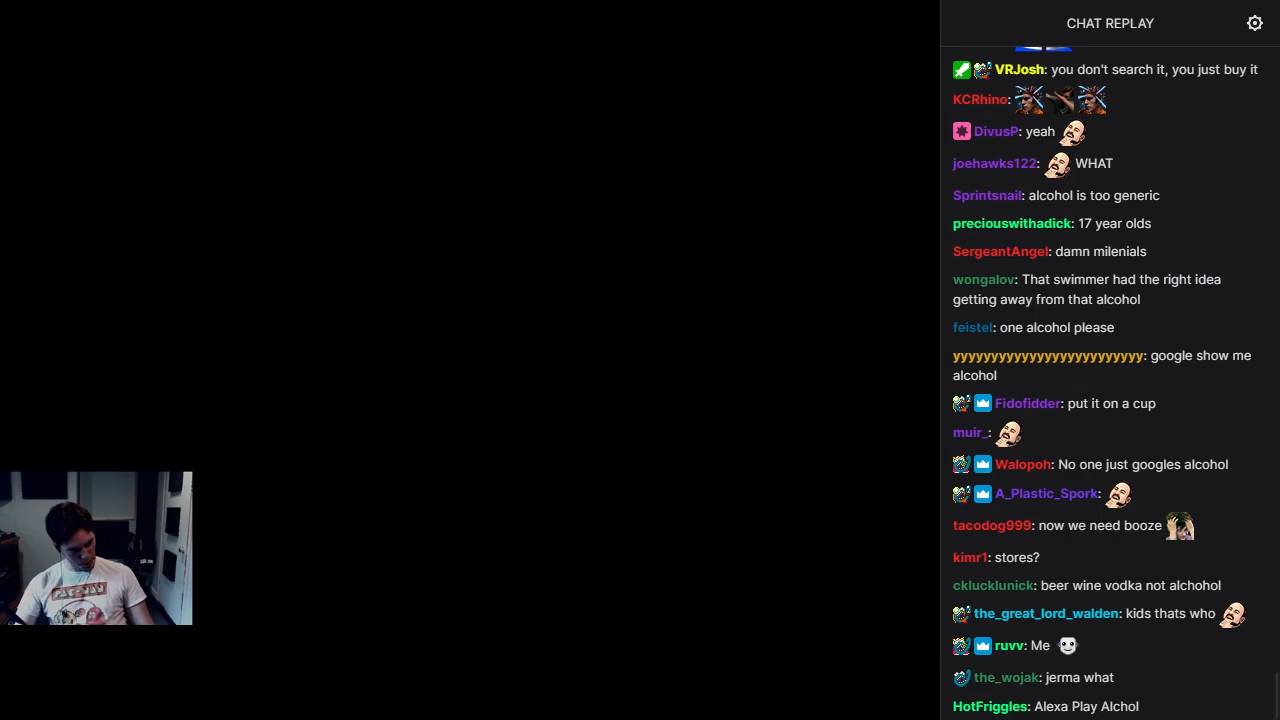 CHAT REPLAY
VRJosh: you don't search it, you just buy it
KCRhino:
DivusP: yeah
joehawks122: WHAT
Sprintsnail: alcohol is too generic
preciouswithadick: 17 year olds
SergeantAngel: damn milenials
wongalov: That swimmer had the right idea
getting away from that alcohol
feistel: one alcohol please
yyyyyyyyyyyyyyyyyyyyyyyyy: google show me
alcohol
Fidofidder: put it on a cup
muir_:
Walopoh: No one just googles alcohol
A_Plastic_Spork:
tacodog999: now we need booze
kimr1: stores?
cklucklunick: beer wine vodka not alchohol
the_great_lord_walden: kids thats who
ruvv: Me
the_wojak: jerma what
HotFriggles: Alexa Play Alchol
PAC-MAN